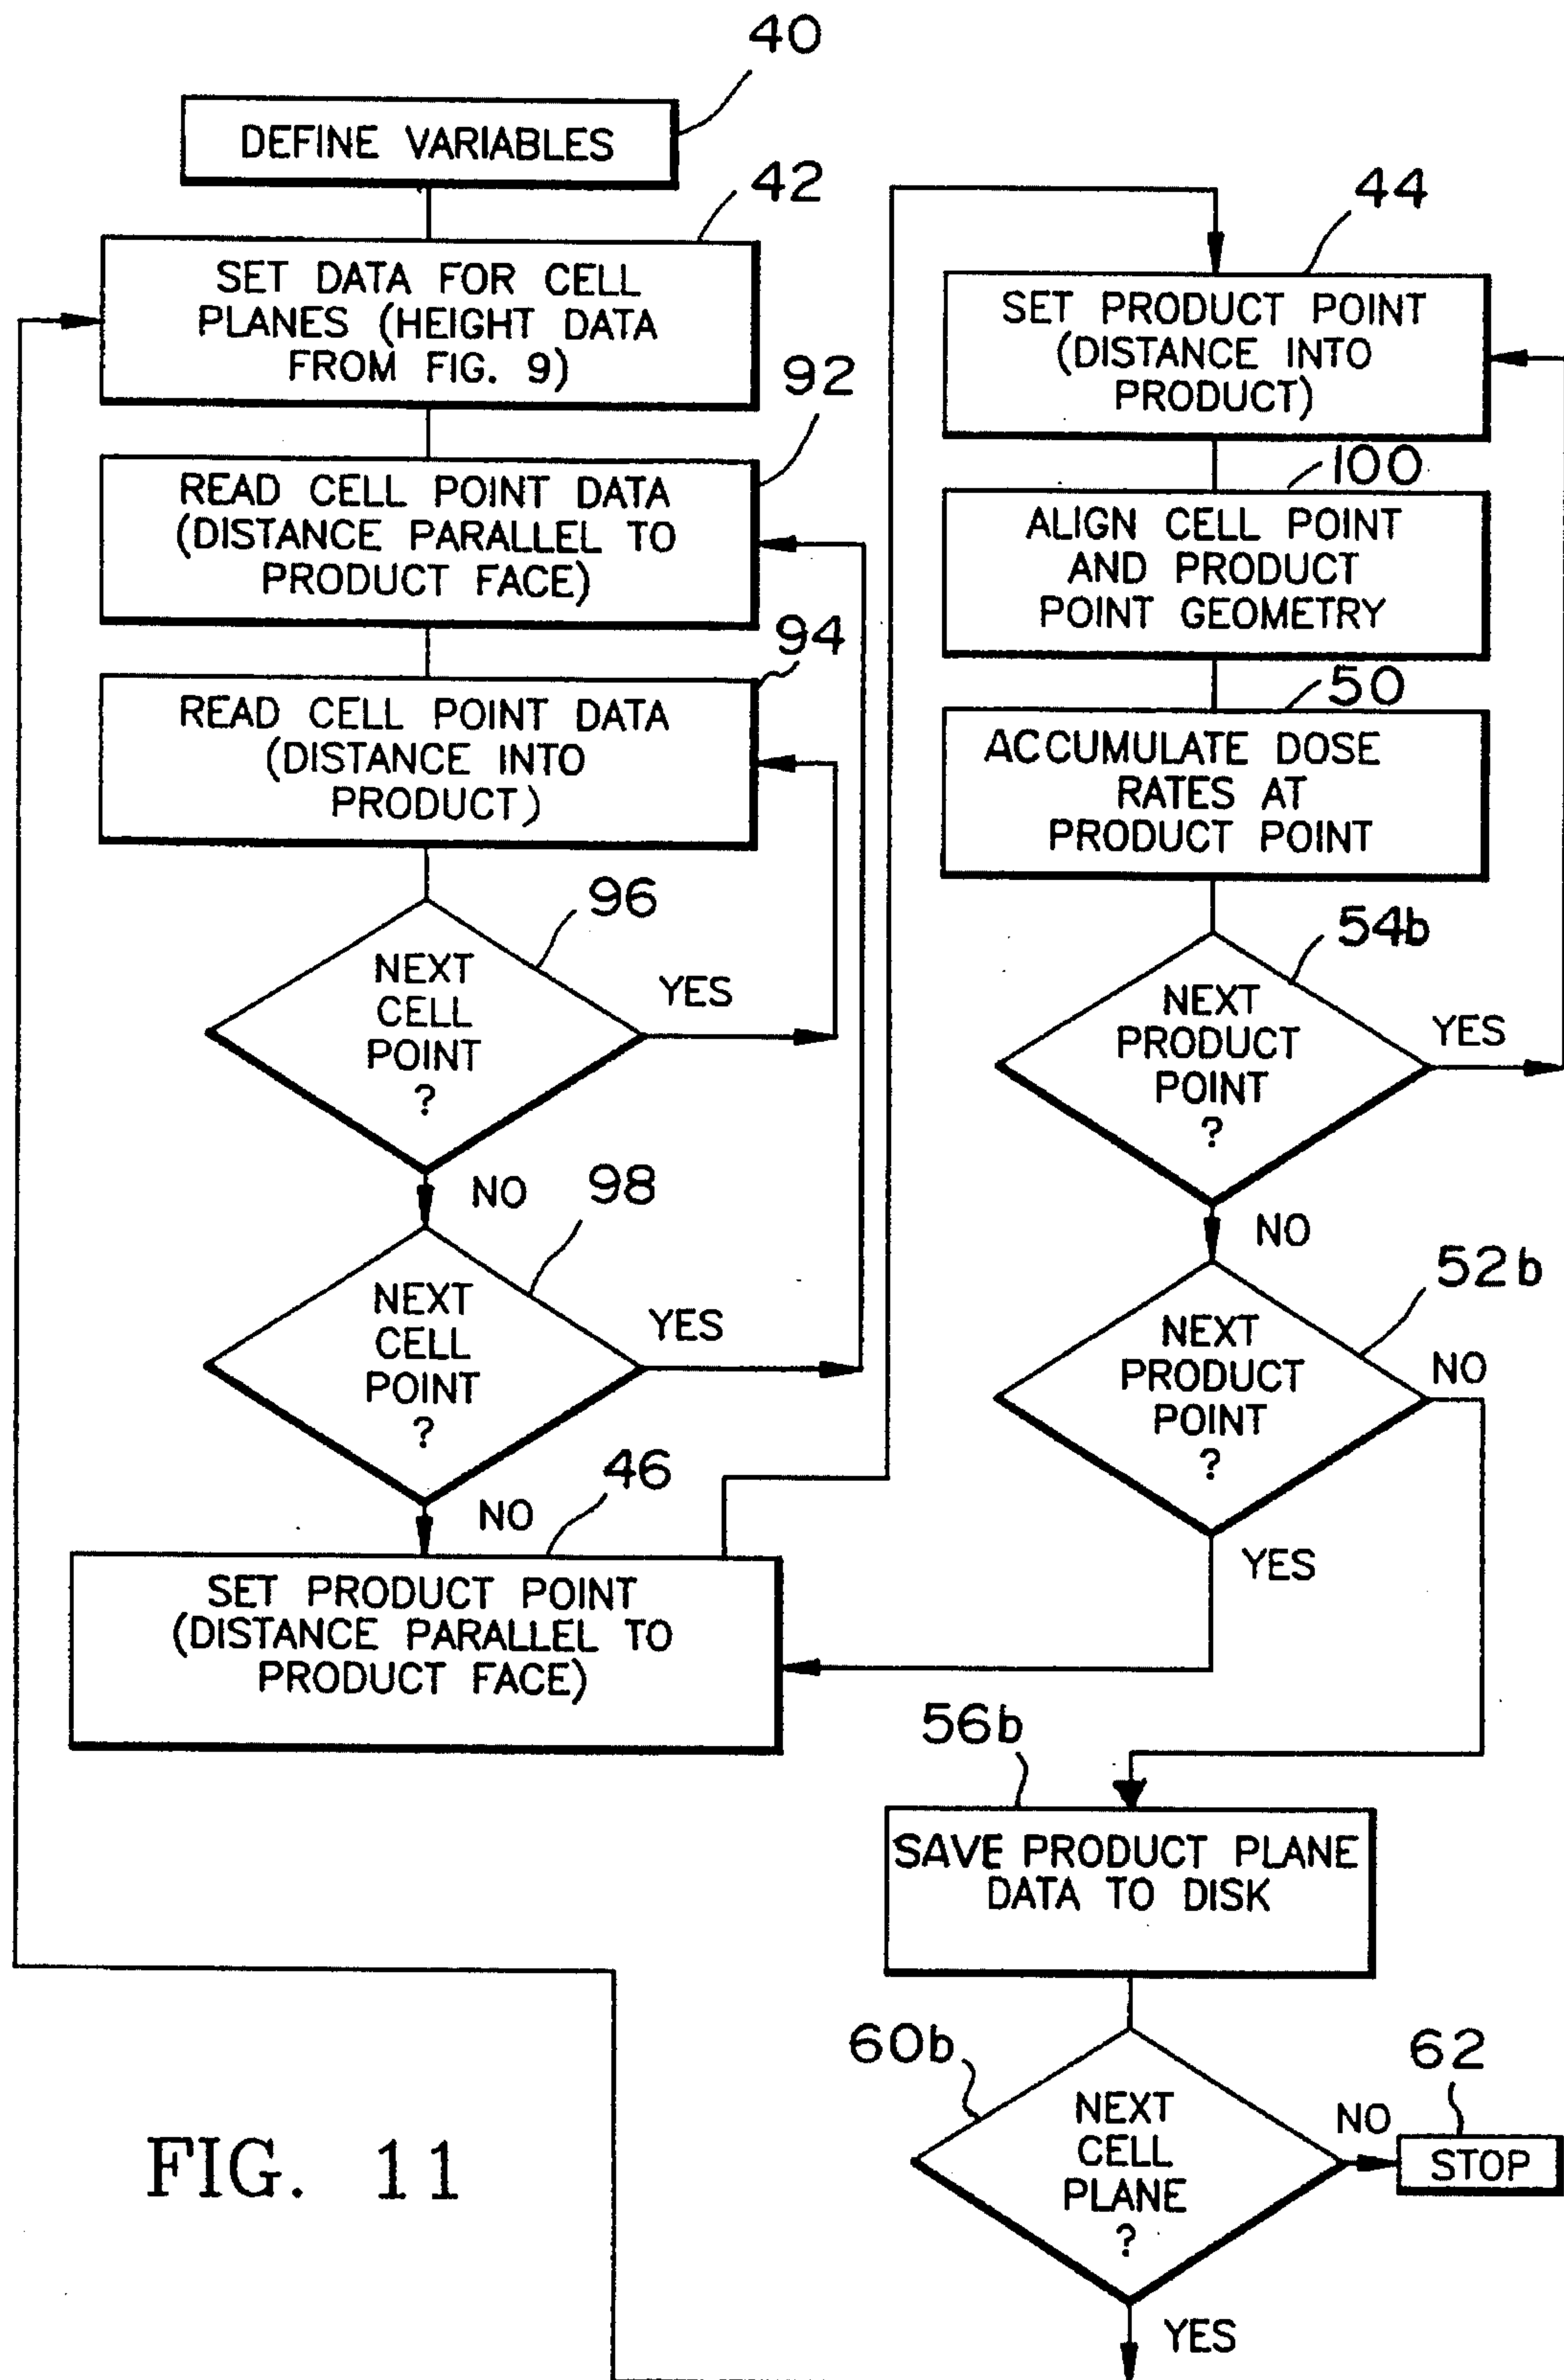 40
DEFINE VARIABLES
42
SET DATA FOR CELL
PLANES (HEIGHT DATA
FROM FIG. 9)
92
READ CELL POINT DATA
(DISTANCE PARALLEL TO
PRODUCT FACE)
94
READ CELL POINT DATA
(DISTANCE INTO
PRODUCT)
96
NEXT
CELL
POINT
?
YES
NO
98
NEXT
CELL
POINT
?
YES
NO
46
SET PRODUCT POINT
(DISTANCE PARALLEL TO
PRODUCT FACE)
44
SET PRODUCT POINT
(DISTANCE INTO
PRODUCT)
100
ALIGN CELL POINT
AND PRODUCT
POINT GEOMETRY
50
ACCUMULATE DOSE
RATES AT
PRODUCT POINT
54b
NEXT
PRODUCT
POINT
?
YES
NO
52b
NEXT
PRODUCT
POINT
?
NO
YES
56b
SAVE PRODUCT PLANE
DATA TO DISK
60b
NEXT
CELL
PLANE
?
NO
62
STOP
YES
FIG. 11